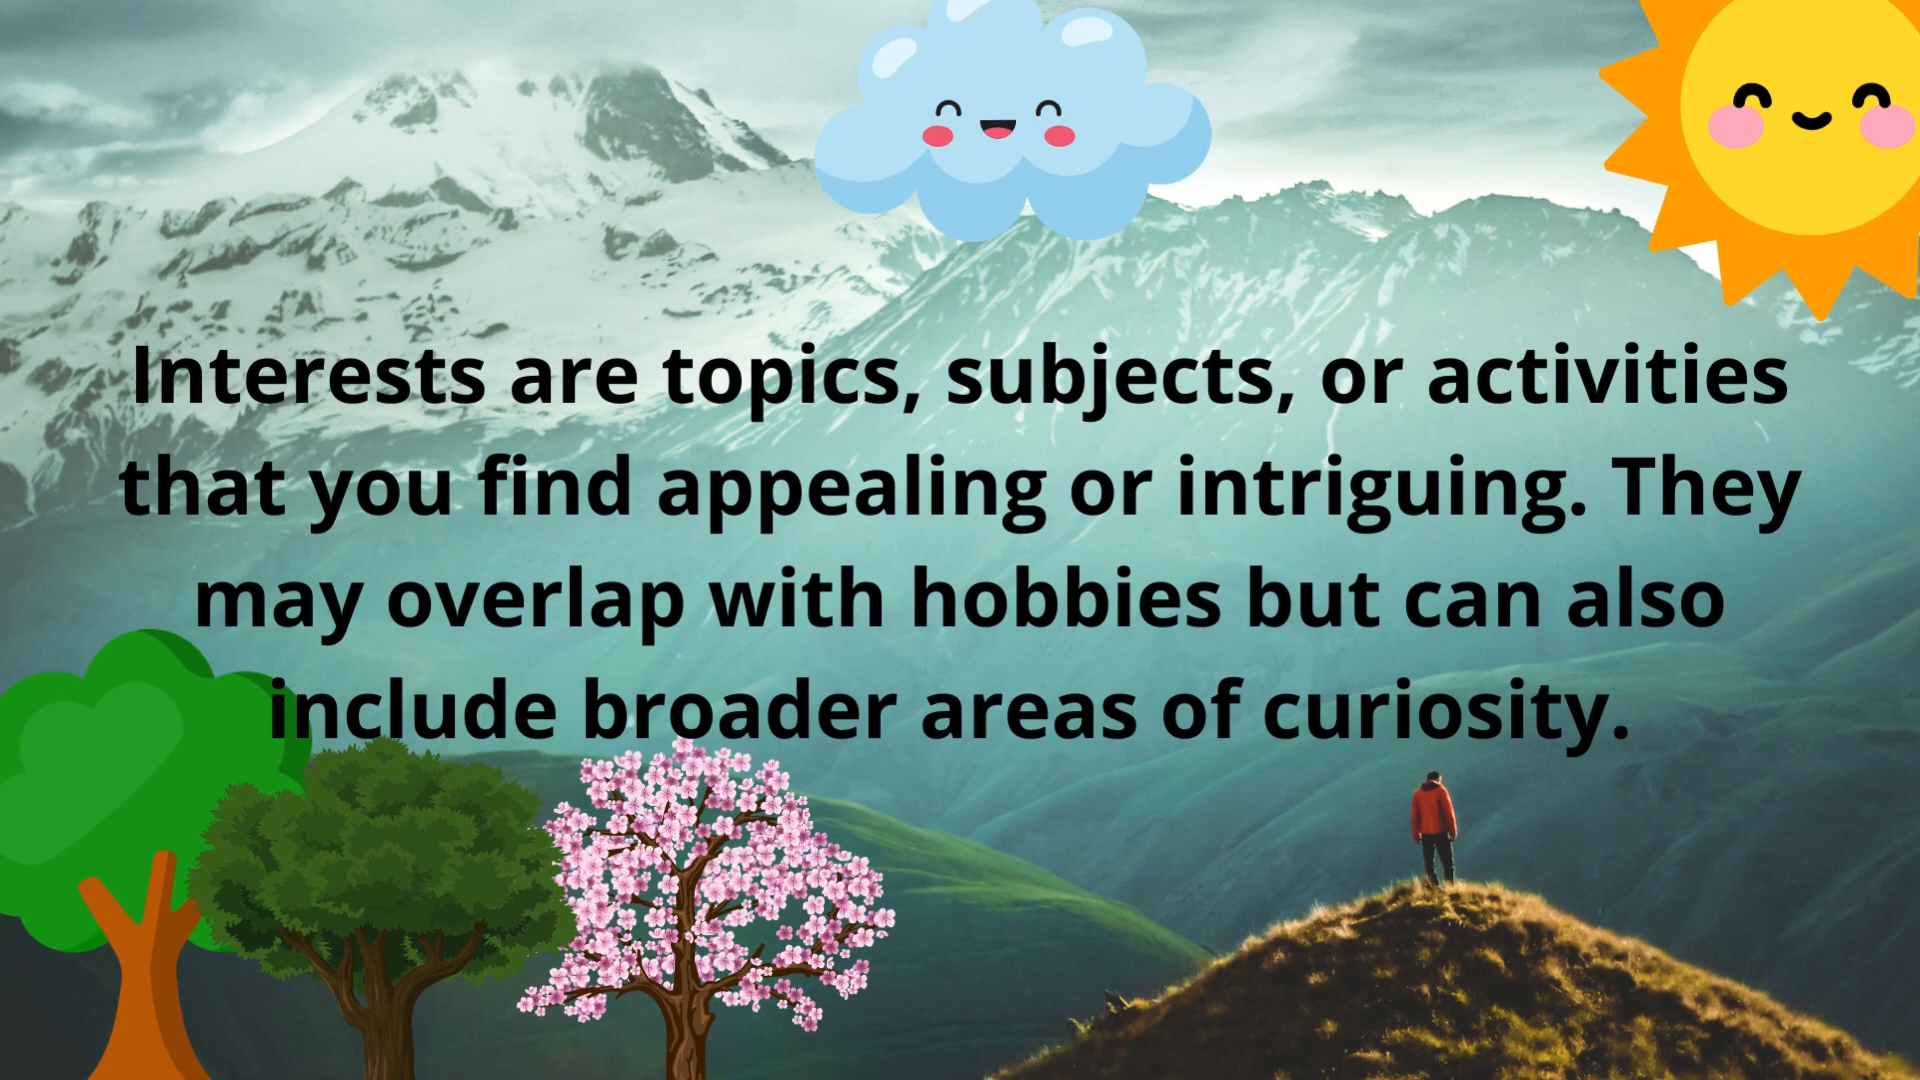 Interests are topics, subjects, or activities
that you find appealing or intriguing. They
may overlap with hobbies but can also
include broader areas of curiosity.